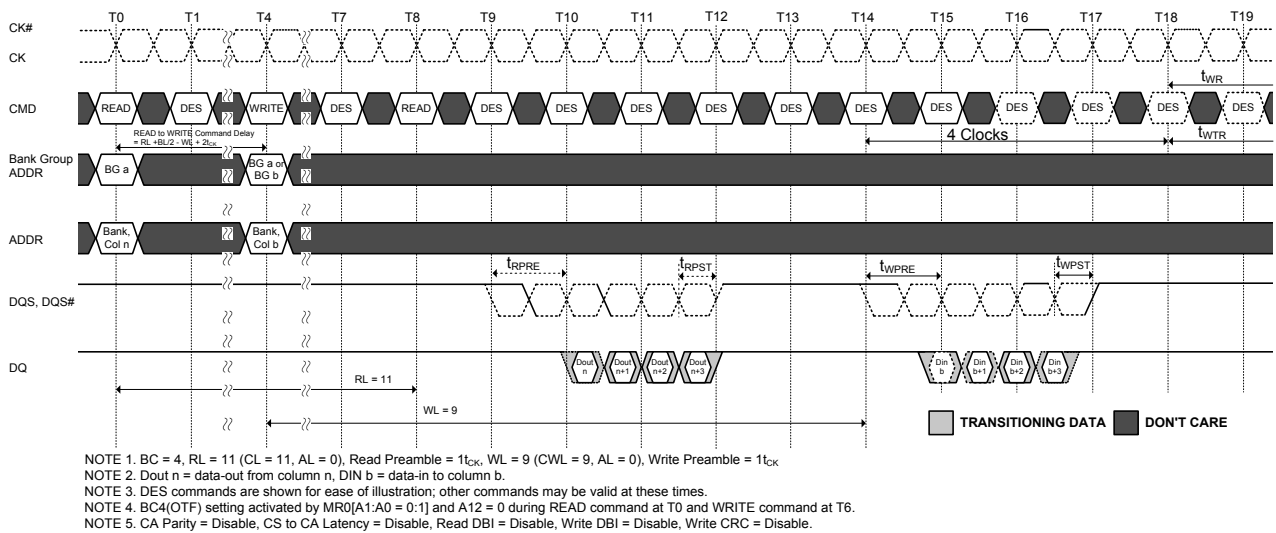 T0 T1 T4 T7 T8 T9 T10 T11 T12 T13 T14 T15 T16 T17 T18 T19
CK#
CK
tWR
CMD READ DES WRITE DES READ DES DES DES DES DES DES DES DES DES DES DES
READ to WRITE Command Delay
= RL +BL/2 - WL + 2tCK
4 Clocks
tWTR
Bank Group
ADDR
BG a
BG a or
BG b
ADDR
Bank,
Col n
Bank,
Col b
tRPRE tRPST tWPRE tWPST
DQS, DQS#
DQ
Dout
n
Dout
n+1
Dout
n+2
Dout
n+3
Din
b
Din
b+1
Din
b+2
Din
b+3
RL = 11
WL = 9
TRANSITIONING DATA DON'T CARE
NOTE 1. BC = 4, RL = 11 (CL = 11, AL = 0), Read Preamble = 1tCK, WL = 9 (CWL = 9, AL = 0), Write Preamble = 1tCK
NOTE 2. Dout n = data-out from column n, DIN b = data-in to column b.
NOTE 3. DES commands are shown for ease of illustration; other commands may be valid at these times.
NOTE 4. BC4(OTF) setting activated by MR0[A1:A0 = 0:1] and A12 = 0 during READ command at T0 and WRITE command at T6.
NOTE 5. CA Parity = Disable, CS to CA Latency = Disable, Read DBI = Disable, Write DBI = Disable, Write CRC = Disable.